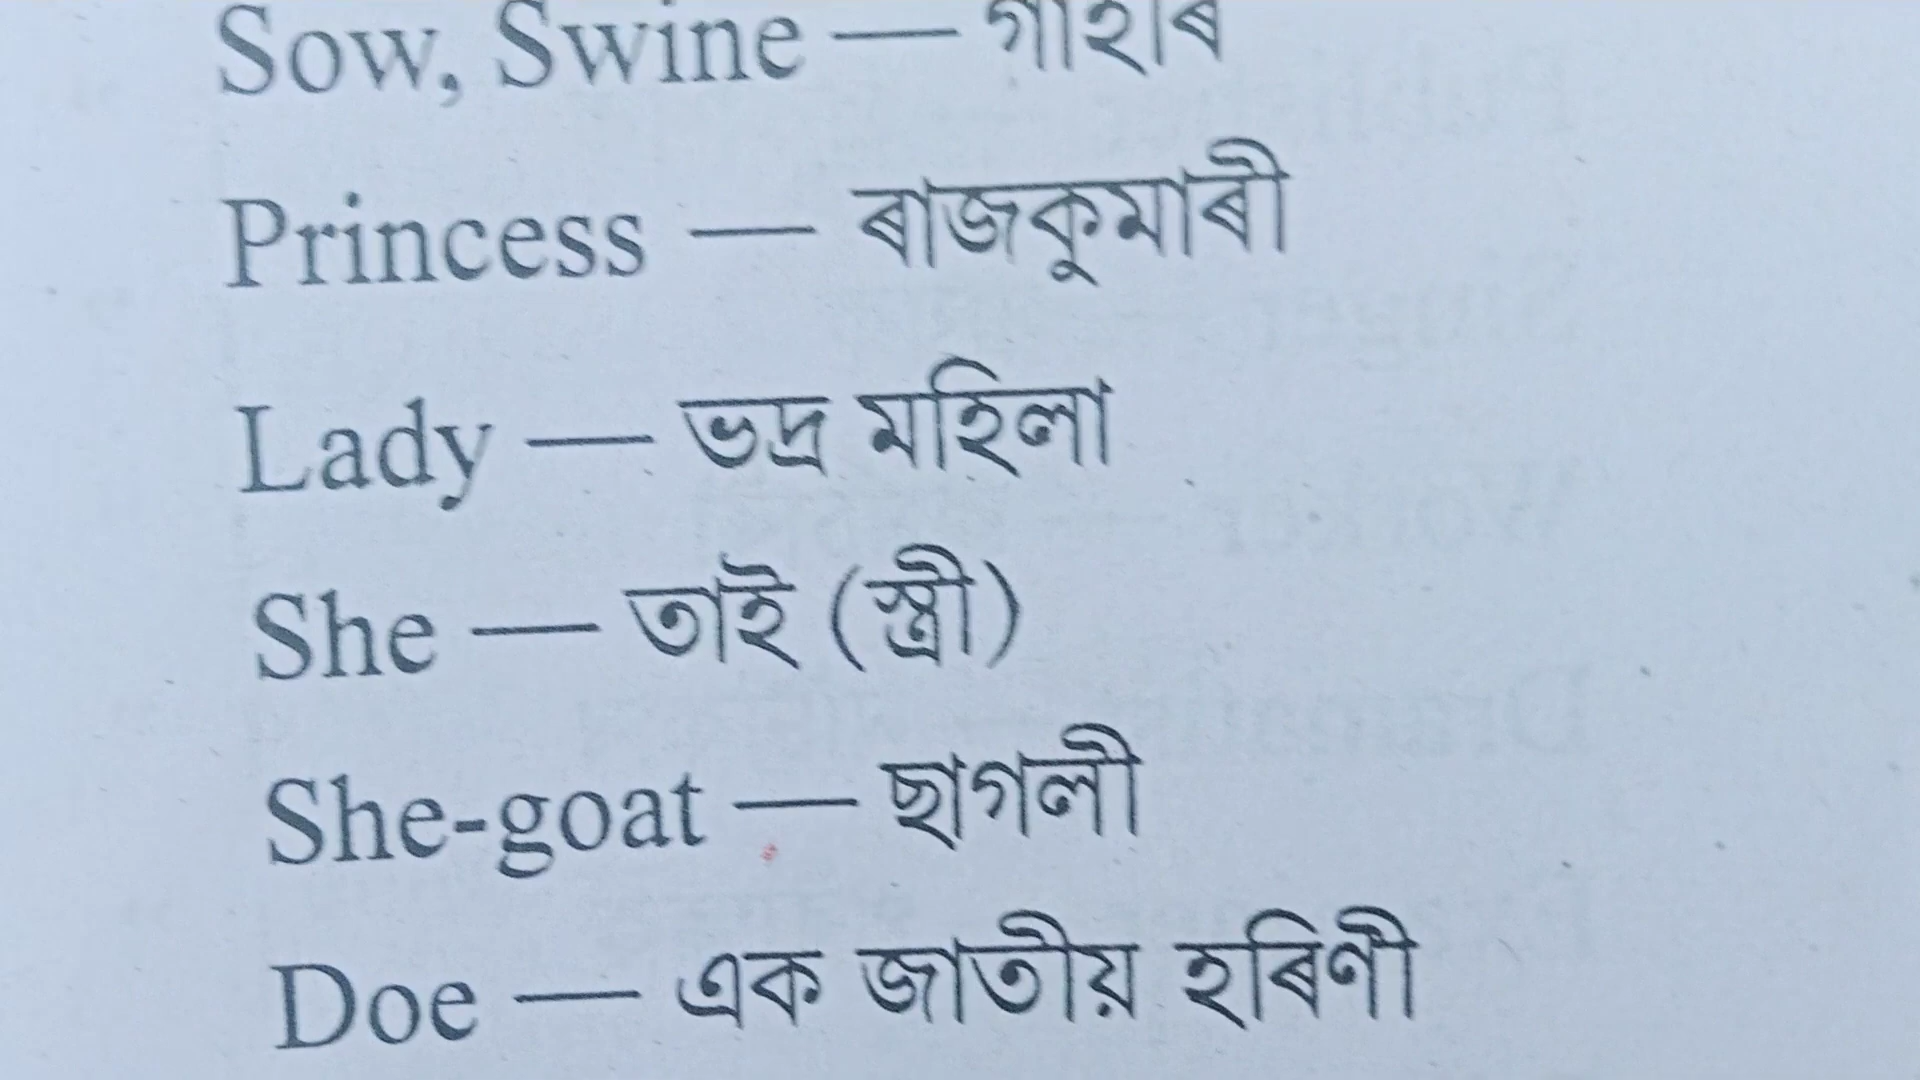 Sow, Swine — গাহৰি
Princess — ৰাজকুমাৰী
Lady — ভদ্ৰ মহিলা
She — তাই (স্ত্ৰী)
She-goat — ছাগলী
Doe — এক জাতীয় হৰিণী